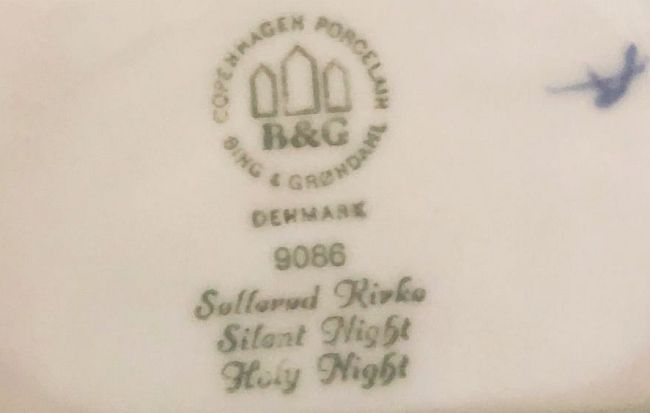 COPENHAGEN PORCELAIN
B&G
BING & GRØNDAHL
DENMARK
9086
Søllerød Kirke
Silent Night
Holy Night